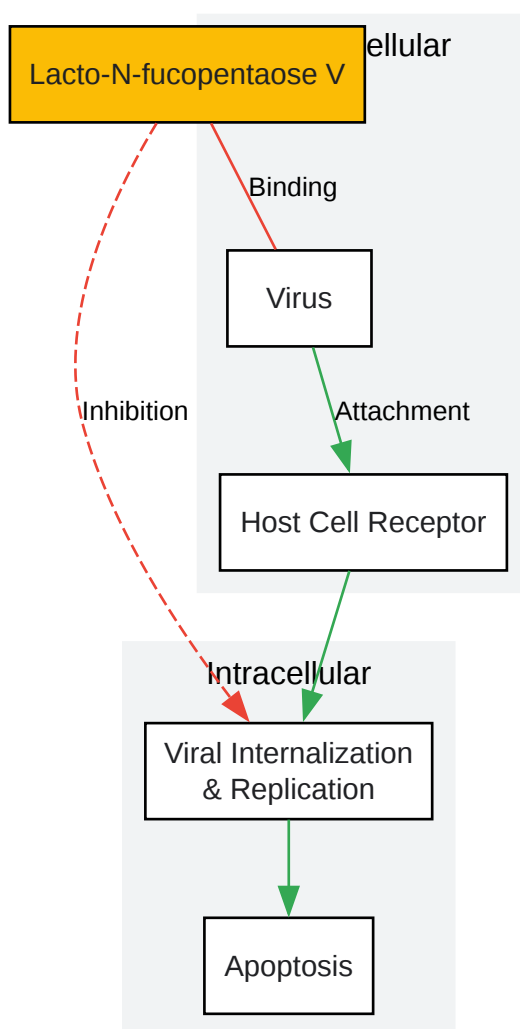 Lacto-N-fucopentaose V
ellular
Binding
Virus
Inhibition
Attachment
Host Cell Receptor
Intracellular
Viral Internalization
& Replication
Apoptosis